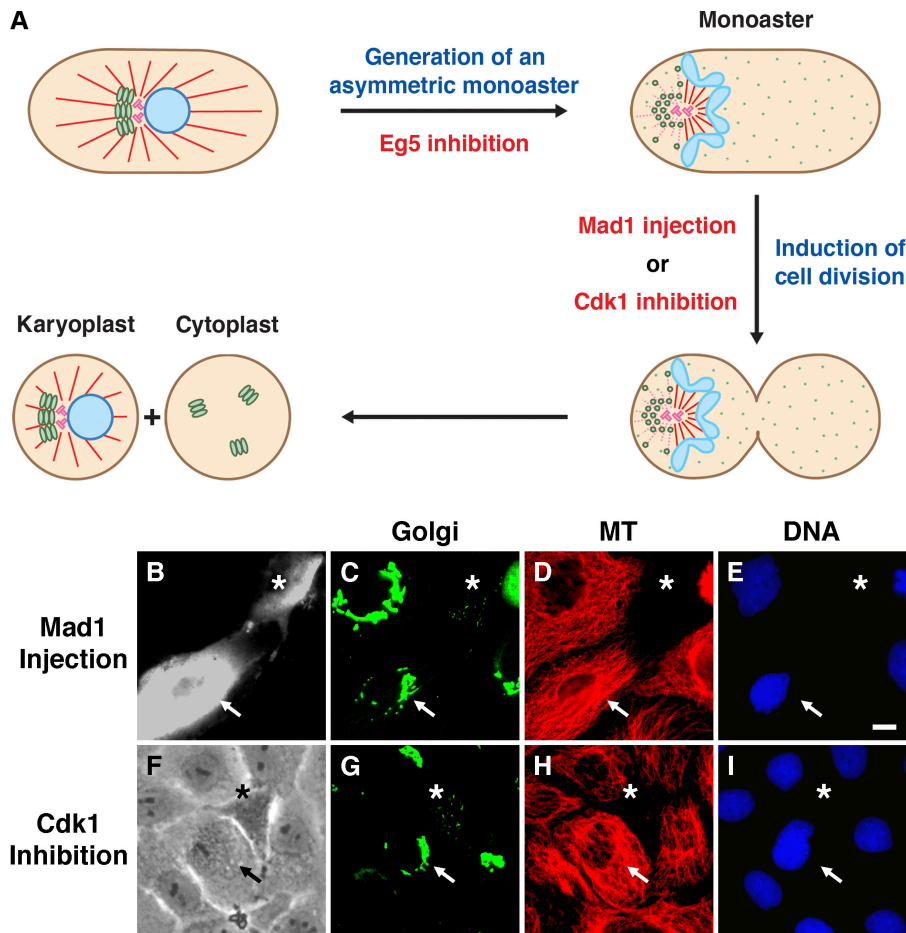 A
Monoaster
Generation of an
asymmetric monoaster
Eg5 inhibition
Mad1 injection
or
Cdk1 inhibition
Induction of
cell division
Karyoplast
Cytoplast
+
Golgi
MT
DNA
Mad1
Injection
B
*
C
*
D
*
E
*
Cdk1
Inhibition
F
*
G
*
H
*
I
*